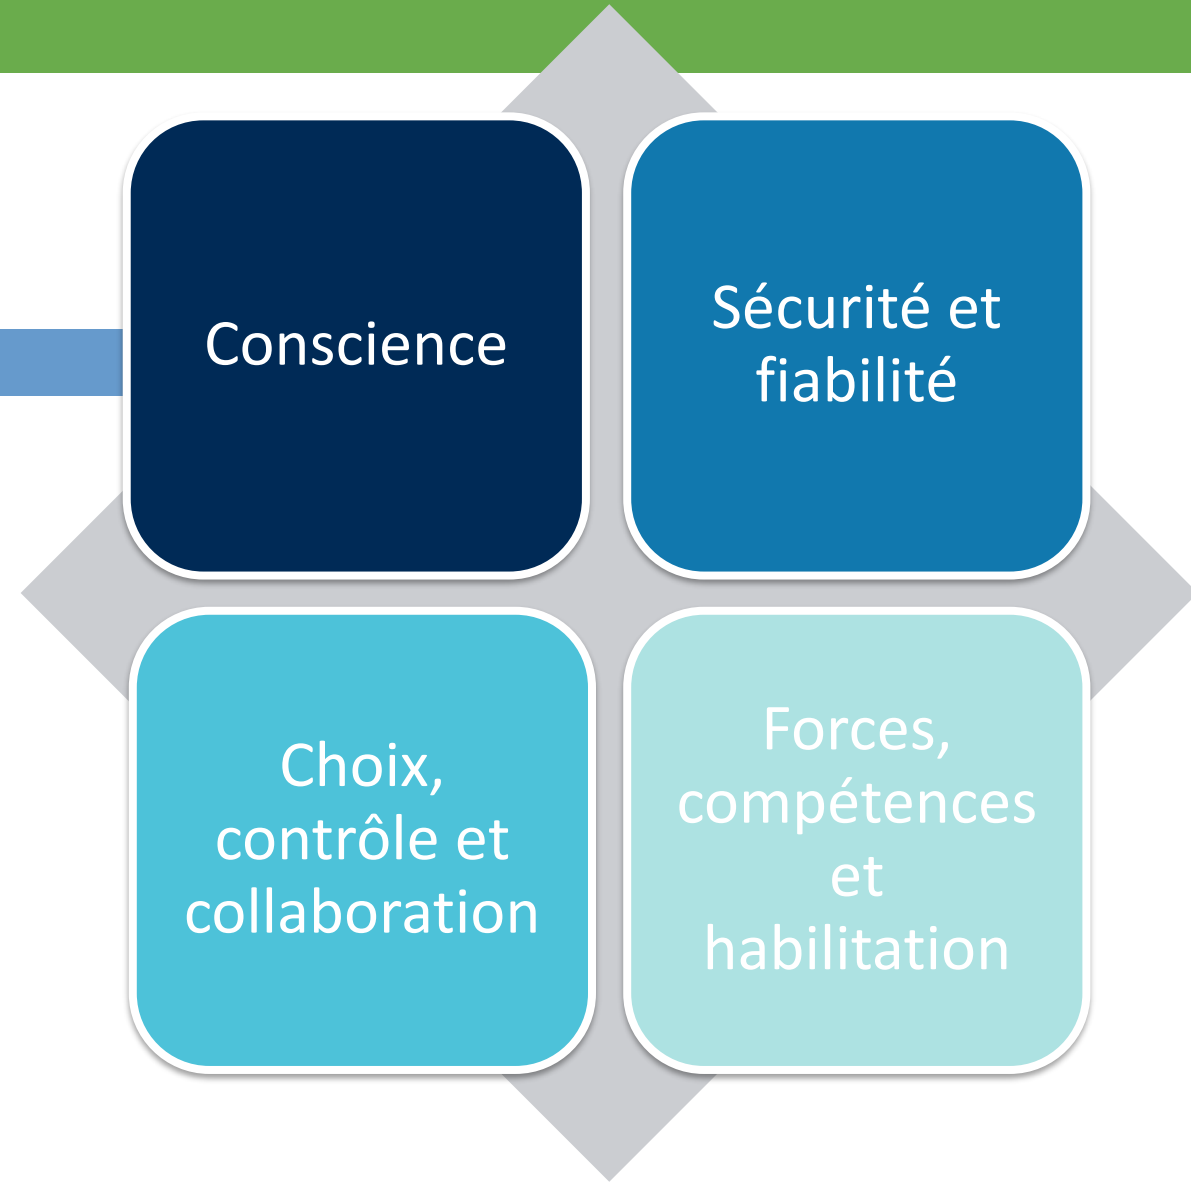 Conscience
Sécurité et
fiabilité
Choix,
contrôle et
collaboration
Forces,
compétences
et
habilitation